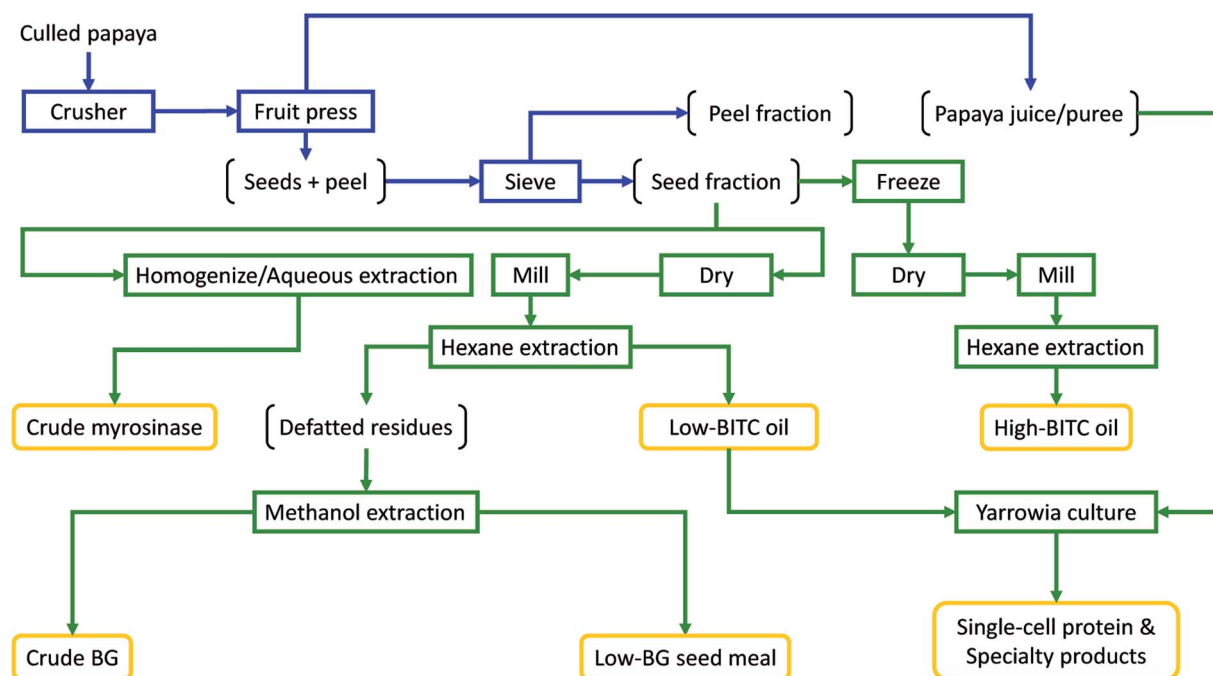 Culled papaya
Crusher
Fruit press
Peel fraction
Papaya juice/puree
Seeds + peel
Sieve
Seed fraction
Freeze
Homogenize/Aqueous extraction
Mill
Dry
Dry
Mill
Hexane extraction
Hexane extraction
Crude myrosinase
Defatted residues
Low-BITC oil
High-BITC oil
Methanol extraction
Yarrowia culture
Crude BG
Low-BG seed meal
Single-cell protein &
Specialty products